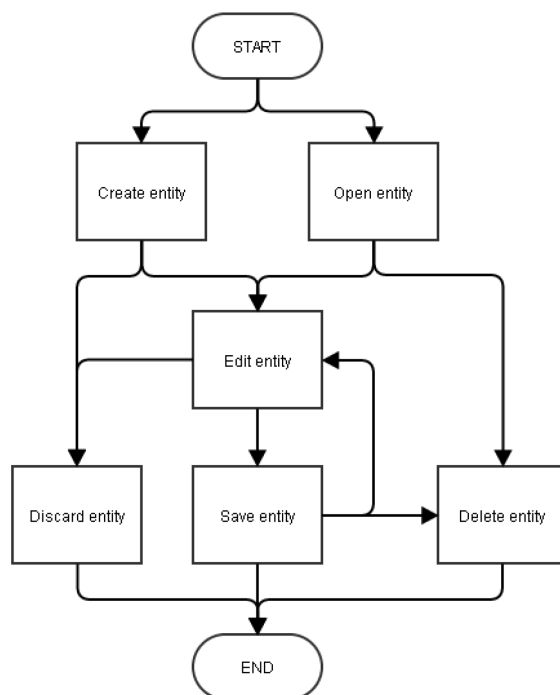 START
Create entity
Open entity
Edit entity
Discard entity
Save entity
Delete entity
END